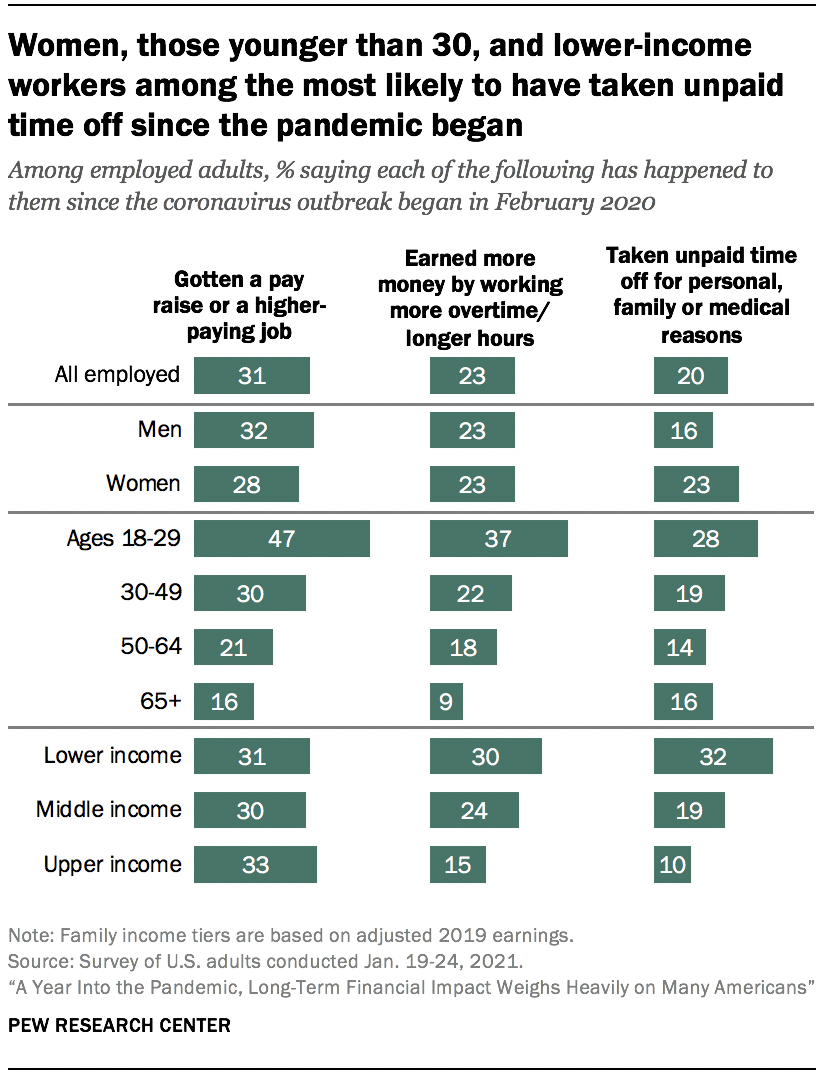 Women, those younger than 30, and lower-income
workers among the most likely to have taken unpaid
time off since the pandemic began
Among employed adults, % saying each of the following has happened to
them since the coronavirus outbreak began in February 2020
Gotten a pay
raise or a higher-
paying job
Earned more
money by working
more overtime/
longer hours
Taken unpaid time
off for personal,
family or medical
reasons
All employed 31 23 20
Men 32 23 16
Women 28 23 23
Ages 18-29 47 37 28
30-49 30 22 19
50-64 21 18 14
65+ 16 9 16
Lower income 31 30 32
Middle income 30 24 19
Upper income 33 15 10
Note: Family income tiers are based on adjusted 2019 earnings.
Source: Survey of U.S. adults conducted Jan. 19-24, 2021.
“A Year Into the Pandemic, Long-Term Financial Impact Weighs Heavily on Many Americans”
PEW RESEARCH CENTER